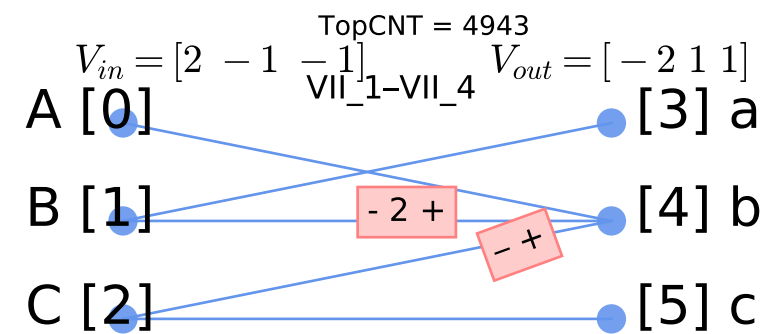 TopCNT = 4943
V_in = [2 − 1 − 1] V_out = [ − 2 1 1]
VII_1–VII_4
A [0] [3] a
B [1] [4] b
- 2 +
− +
C [2] [5] c